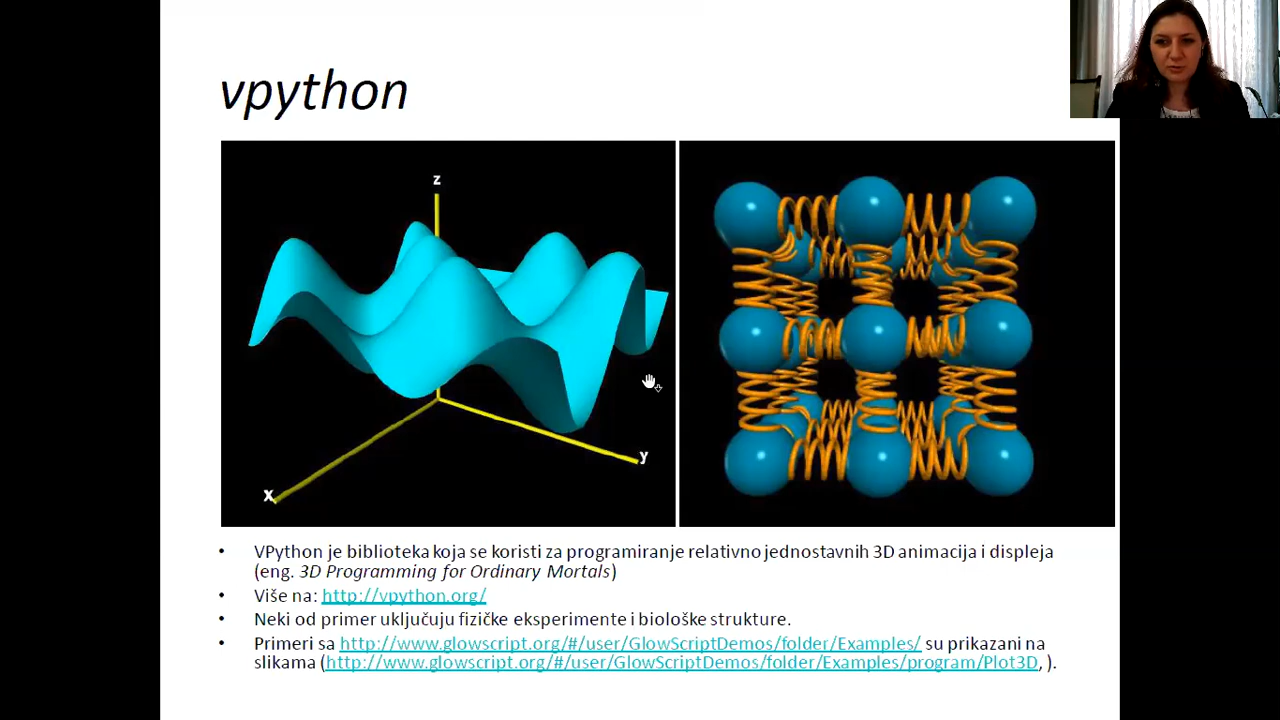 vpython
z
y
x
• VPython je biblioteka koja se koristi za programiranje relativno jednostavnih 3D animacija i displeja
(eng. 3D Programming for Ordinary Mortals)
• Više na: http://vpython.org/
• Neki od primer uključuju fizičke eksperimente i biološke strukture.
• Primeri sa http://www.glowscript.org/#/user/GlowScriptDemos/folder/Examples/ su prikazani na
slikama (http://www.glowscript.org/#/user/GlowScriptDemos/folder/Examples/program/Plot3D, ).